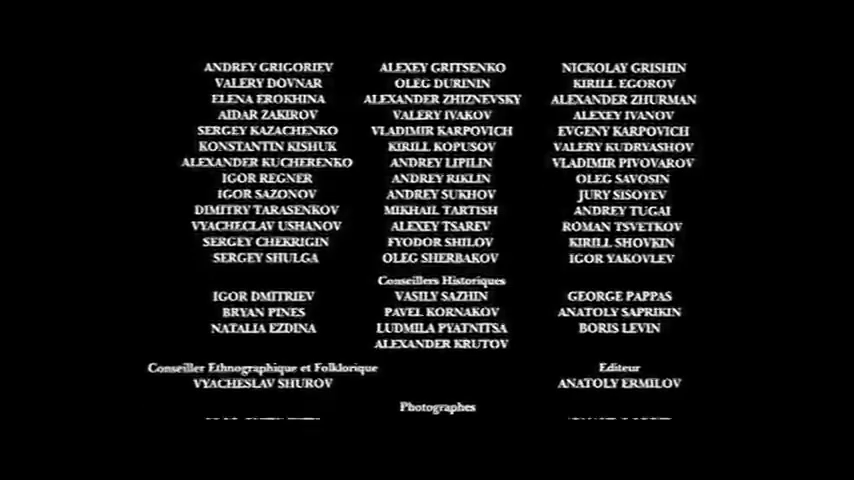 ANDREY GRIGORIEV ALEXEY GRITSENKO NICKOLAY GRISHIN
VALERY DOVNAR OLEG DURININ KIRILL EGOROV
ELENA EROKHINA ALEXANDER ZHIZNEVSKY ALEXANDER ZHURMAN
AIDAR ZAKIROV VALERY IVAKOV ALEXEY IVANOV
SERGEY KAZACHENKO VLADIMIR KARPOVICH EVGENY KARPOVICH
KONSTANTIN KISHUK KIRILL KOPUSOV VALERY KUDRYASHOV
ALEXANDER KUCHERENKO ANDREY LIPILIN VLADIMIR PIVOVAROV
IGOR REGNER ANDREY RIKLIN OLEG SAVOSIN
IGOR SAZONOV ANDREY SUKHOV JURY SISOYEV
DIMITRY TARASENKOV MIKHAIL TARTISH ANDREY TUGAI
VYACHECLAV USHANOV ALEXEY TSAREV ROMAN TSVETKOV
SERGEY CHEKRIGIN FYODOR SHILOV KIRILL SHOVKIN
SERGEY SHULGA OLEG SHERBAKOV IGOR YAKOVLEV
Conseillers Historiques
IGOR DMITRIEV VASILY SAZHIN GEORGE PAPPAS
BRYAN PINES PAVEL KORNAKOV ANATOLY SAPRIKIN
NATALIA EZDINA LUDMILA PYATNITSA BORIS LEVIN
ALEXANDER KRUTOV
Conseiller Ethnographique et Folklorique Editeur
VYACHESLAV SHUROV ANATOLY ERMILOV
Photographes